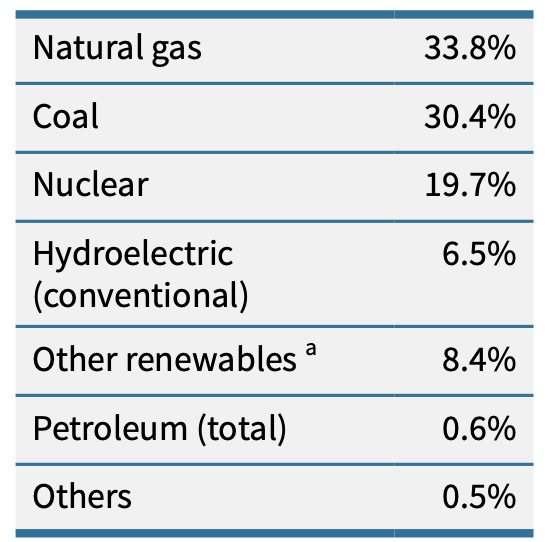 Natural gas 33.8%
Coal 30.4%
Nuclear 19.7%
Hydroelectric 6.5%
(conventional)
Other renewables ᵃ 8.4%
Petroleum (total) 0.6%
Others 0.5%